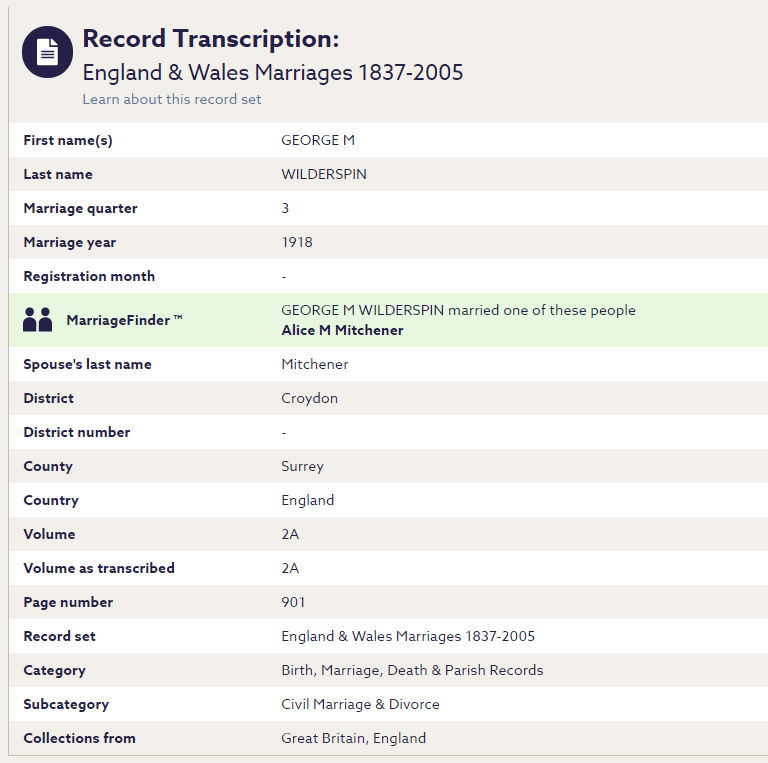 Record Transcription:
England & Wales Marriages 1837-2005
Learn about this record set
First name(s) GEORGE M
Last name WILDERSPIN
Marriage quarter 3
Marriage year 1918
Registration month -
MarriageFinder ™ GEORGE M WILDERSPIN married one of these people
Alice M Mitchener
Spouse's last name Mitchener
District Croydon
District number -
County Surrey
Country England
Volume 2A
Volume as transcribed 2A
Page number 901
Record set England & Wales Marriages 1837-2005
Category Birth, Marriage, Death & Parish Records
Subcategory Civil Marriage & Divorce
Collections from Great Britain, England